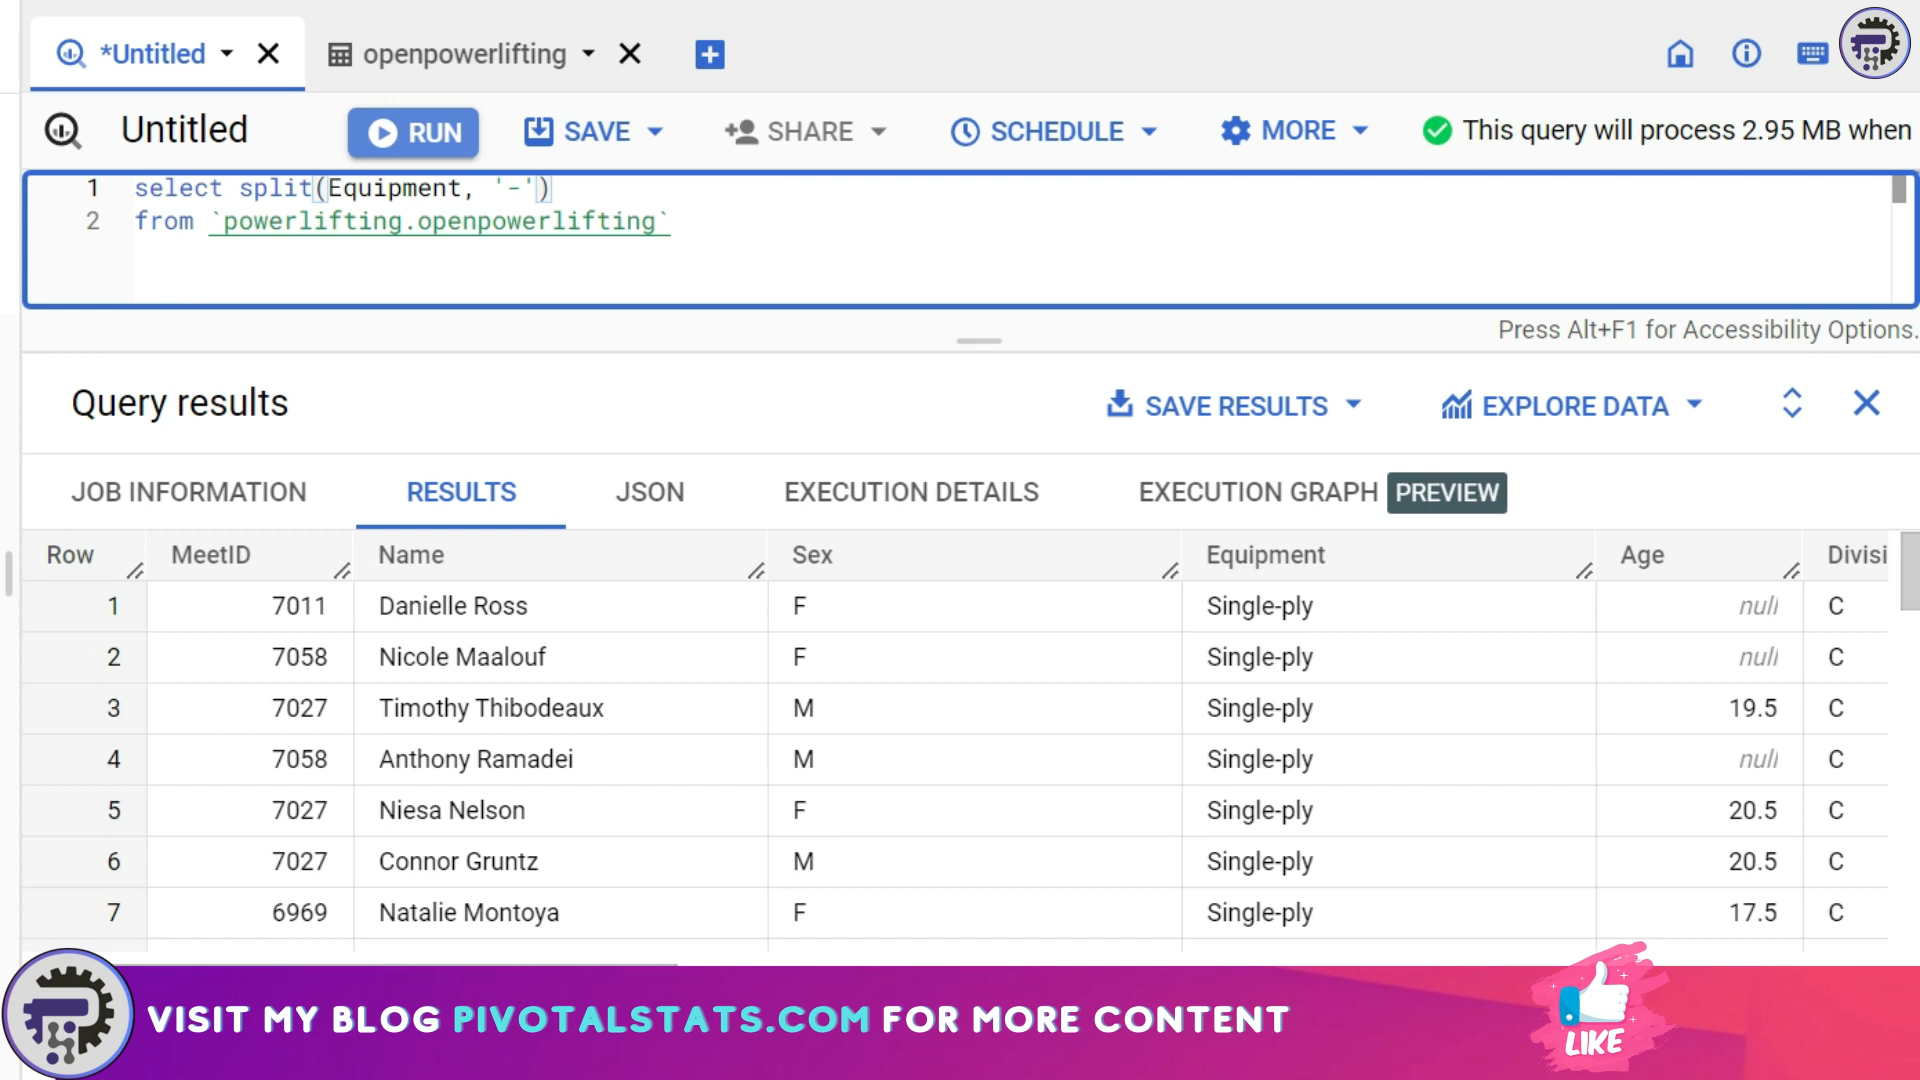 *Untitled
openpowerlifting
Untitled
RUN
SAVE
SHARE
SCHEDULE
MORE
This query will process 2.95 MB when
1 select split(Equipment, '-')
2 from `powerlifting.openpowerlifting`
Press Alt+F1 for Accessibility Options.
Query results
SAVE RESULTS
EXPLORE DATA
JOB INFORMATION RESULTS JSON EXECUTION DETAILS EXECUTION GRAPH PREVIEW
Row MeetID Name Sex Equipment Age Divisi
1 7011 Danielle Ross F Single-ply null C
2 7058 Nicole Maalouf F Single-ply null C
3 7027 Timothy Thibodeaux M Single-ply 19.5 C
4 7058 Anthony Ramadei M Single-ply null C
5 7027 Niesa Nelson F Single-ply 20.5 C
6 7027 Connor Gruntz M Single-ply 20.5 C
7 6969 Natalie Montoya F Single-ply 17.5 C
VISIT MY BLOG PIVOTALSTATS.COM FOR MORE CONTENT
LIKE